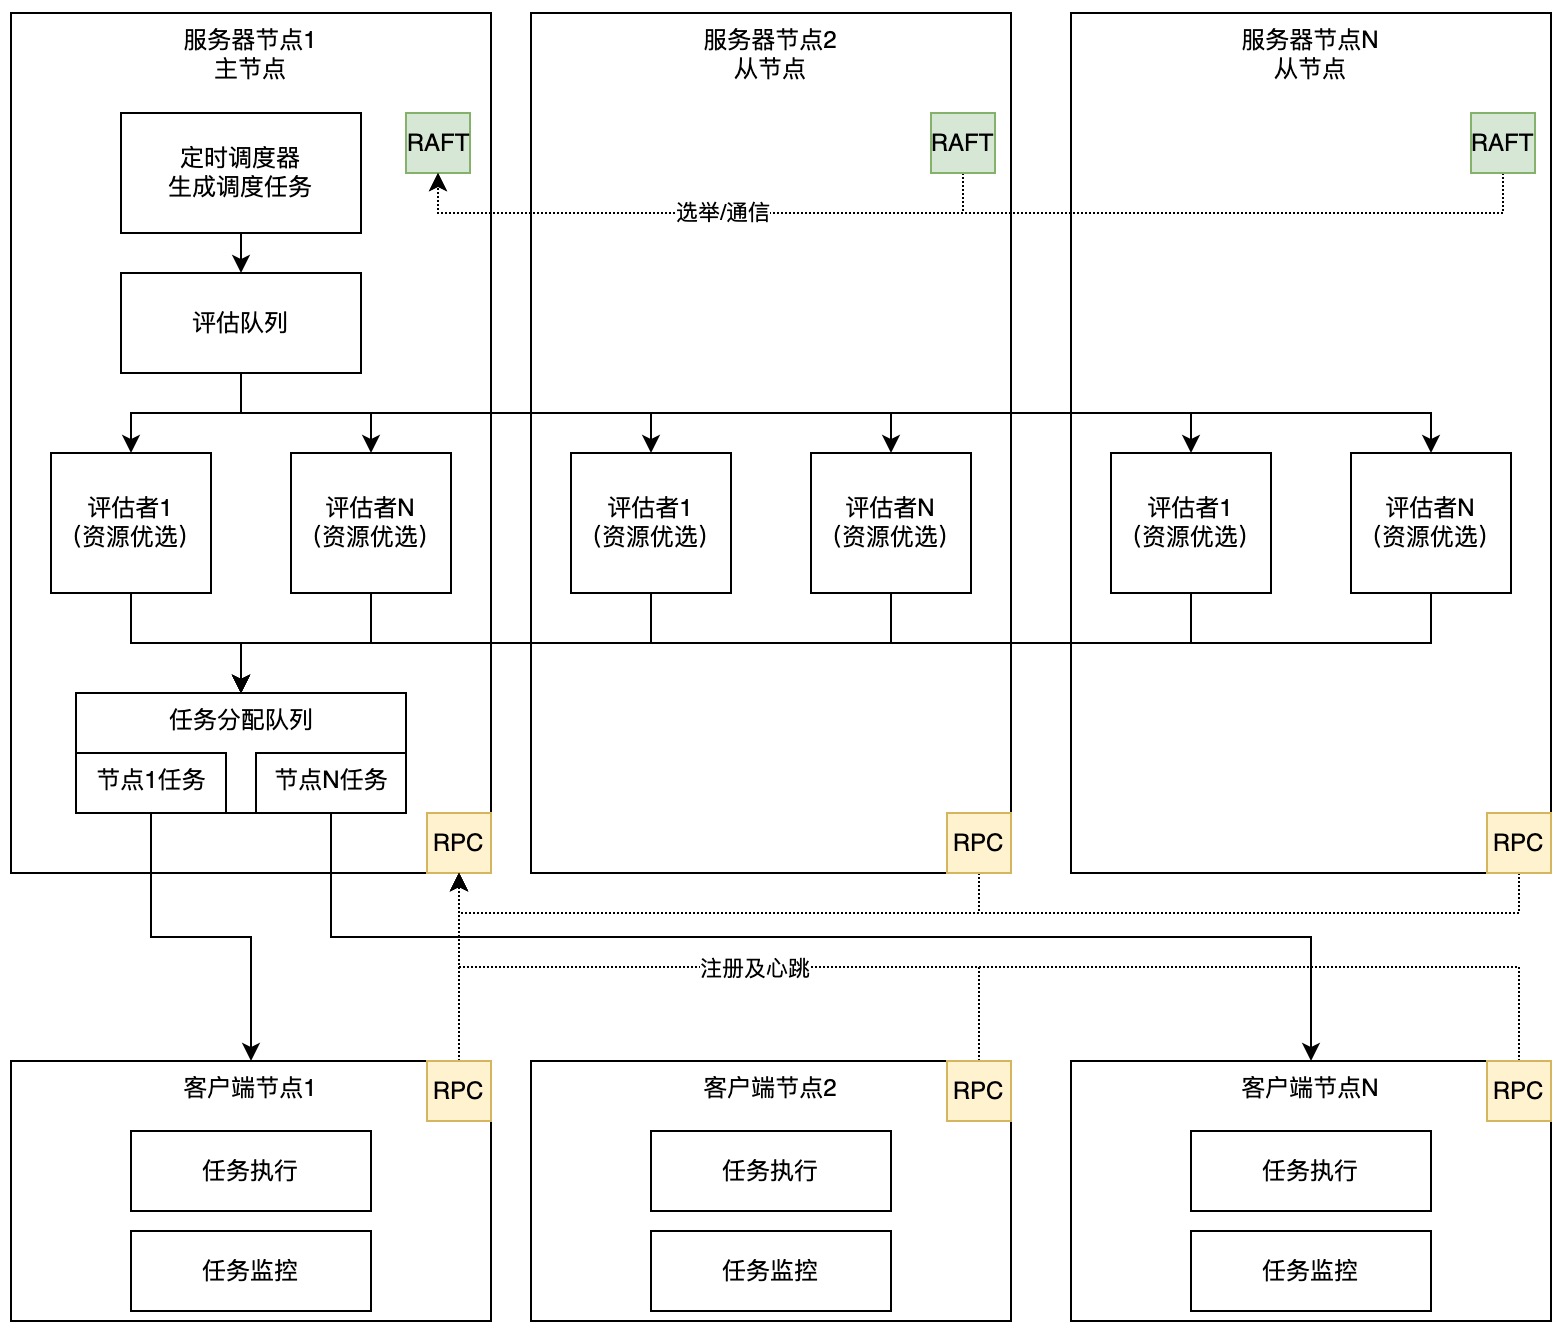 服务器节点1
主节点
服务器节点2
从节点
服务器节点N
从节点
RAFT
RAFT
RAFT
定时调度器
生成调度任务
选举/通信
评估队列
评估者1
(资源优选)
评估者N
(资源优选)
评估者1
(资源优选)
评估者N
(资源优选)
评估者1
(资源优选)
评估者N
(资源优选)
任务分配队列
节点1任务
节点N任务
RPC
RPC
RPC
注册及心跳
客户端节点1
RPC
客户端节点2
RPC
客户端节点N
RPC
任务执行
任务执行
任务执行
任务监控
任务监控
任务监控